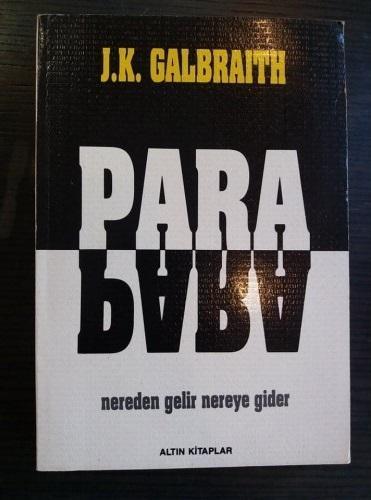 J.K. GALBRAITH
PARA
PARA
nereden gelir nereye gider
ALTIN KİTAPLAR